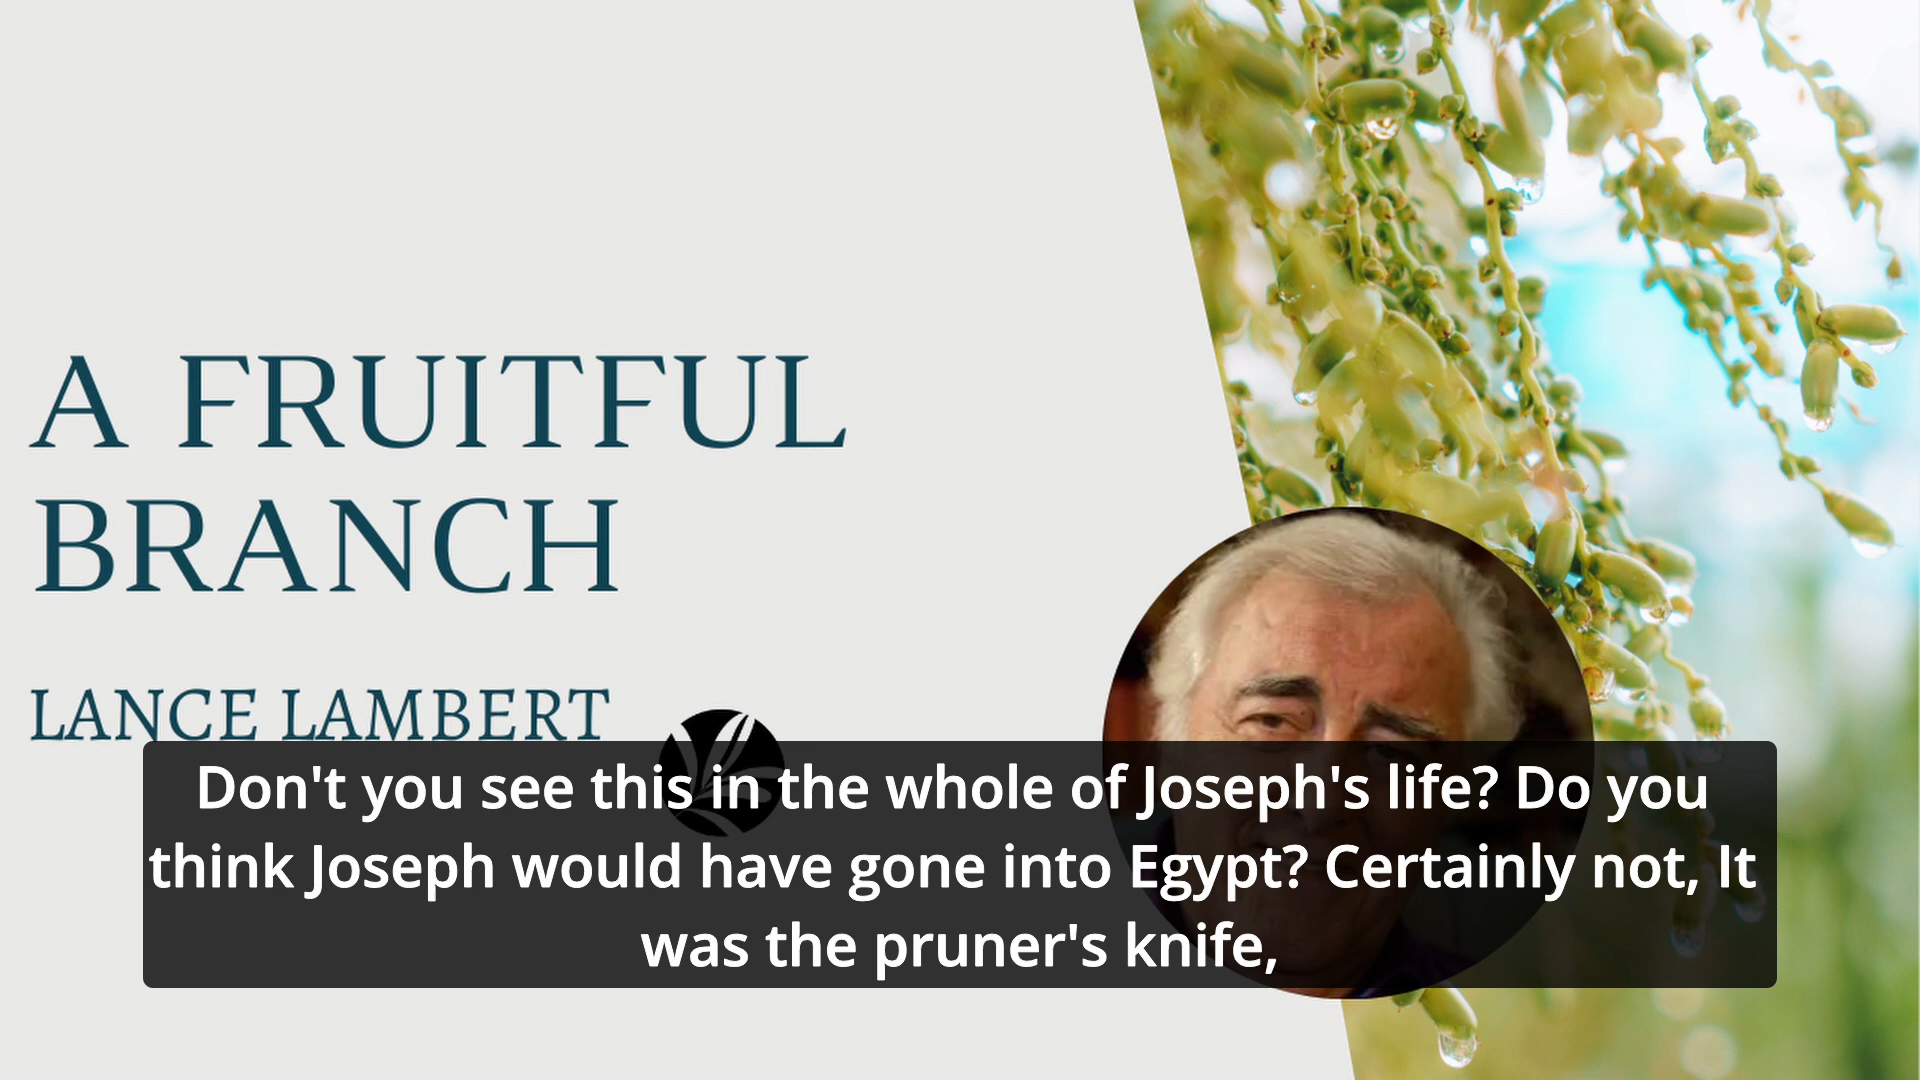 A FRUITFUL
BRANCH
LANCE LAMBERT
Don't you see this in the whole of Joseph's life? Do you
think Joseph would have gone into Egypt? Certainly not, It
was the pruner's knife,